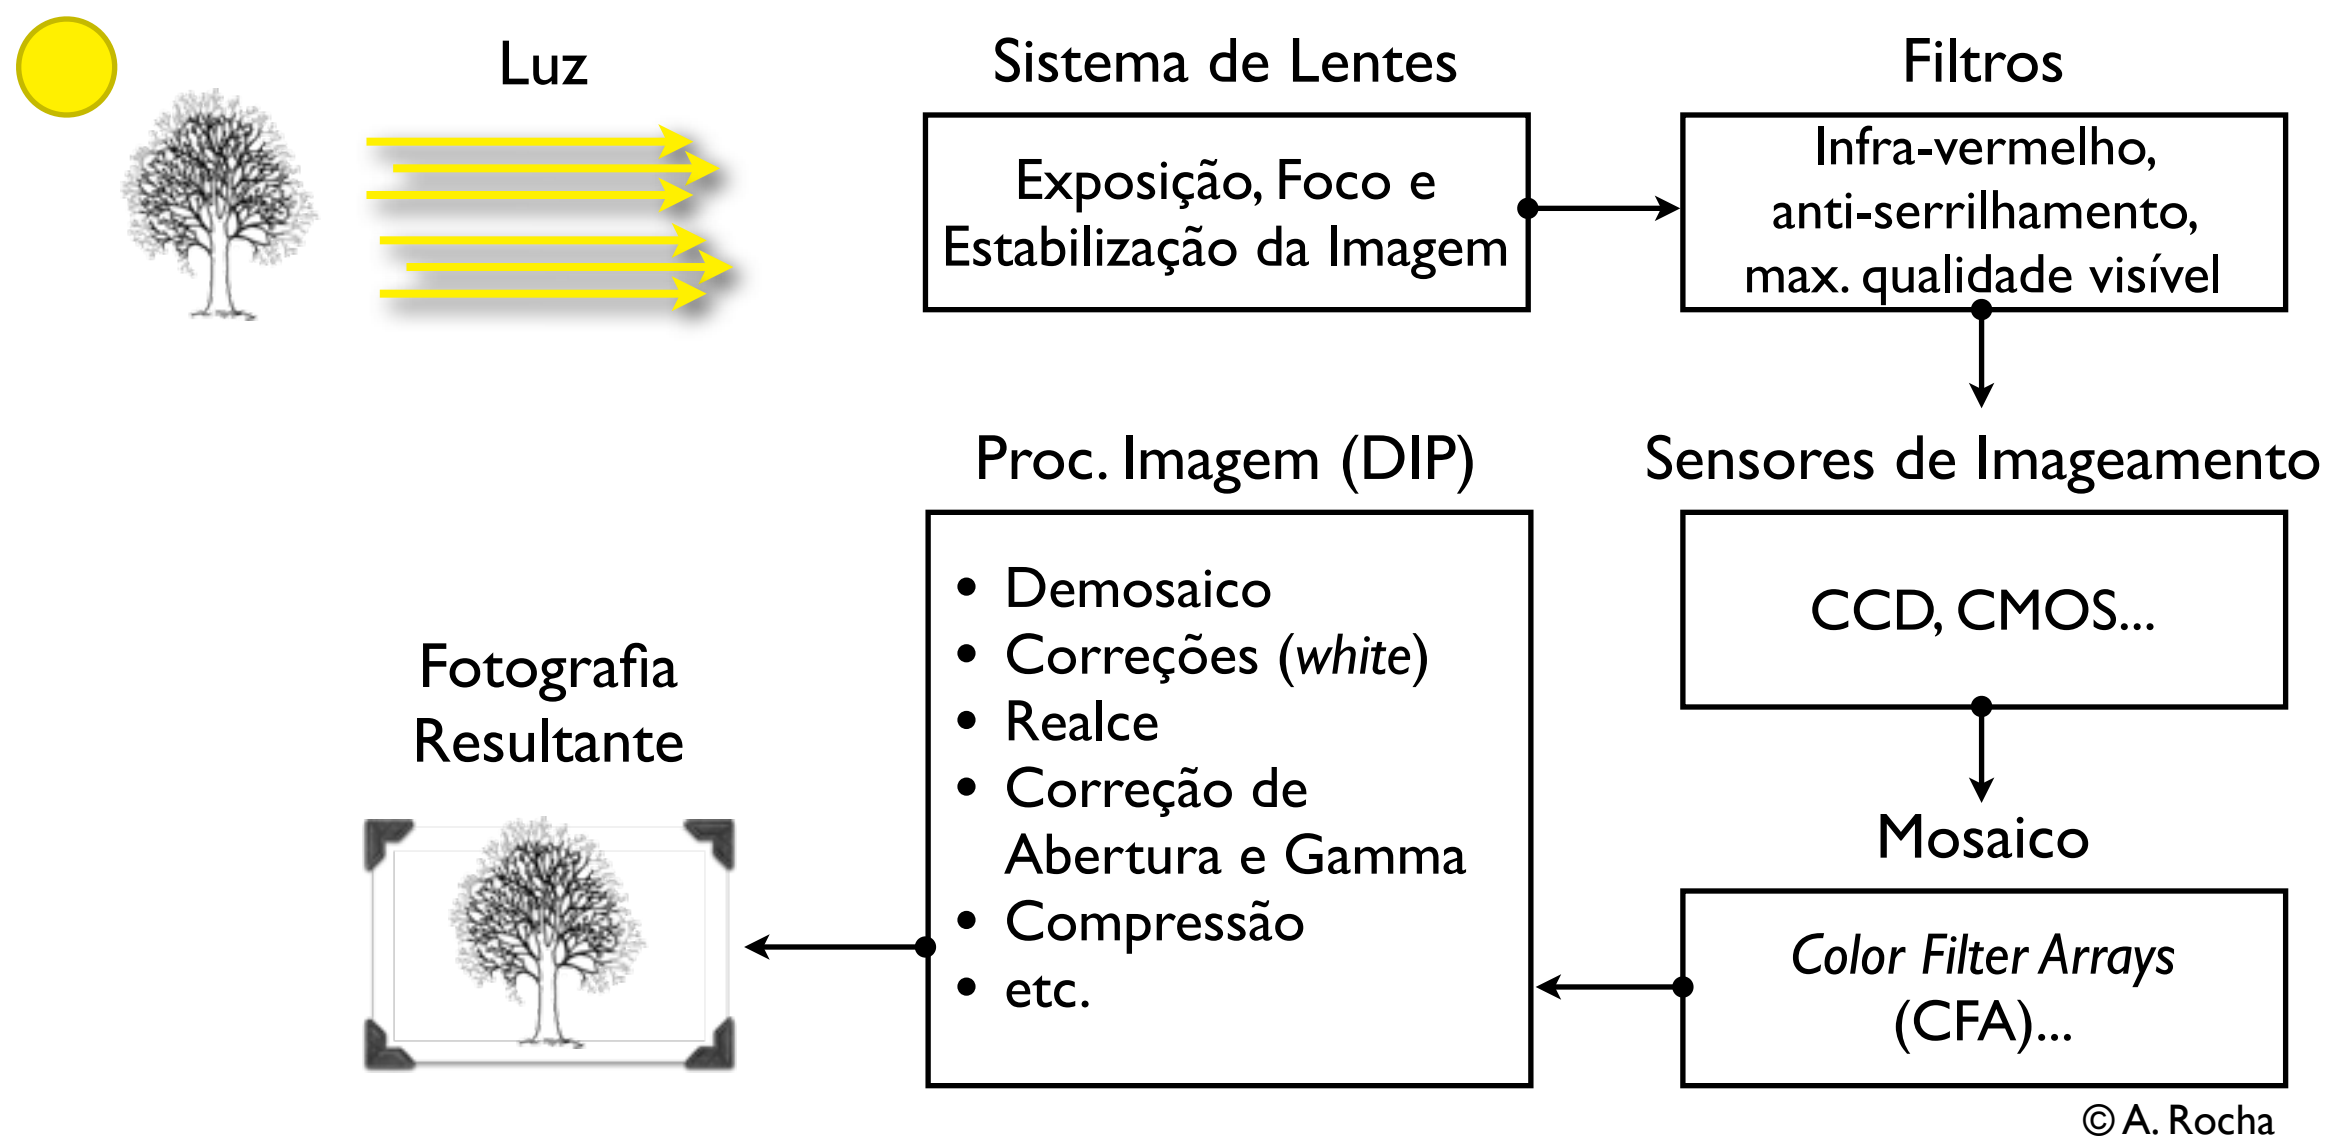 Luz
Sistema de Lentes
Exposição, Foco e
Estabilização da Imagem
Filtros
Infra-vermelho,
anti-serrilhamento,
max. qualidade visível
Sensores de Imageamento
CCD, CMOS...
Mosaico
Color Filter Arrays
(CFA)...
Proc. Imagem (DIP)
• Demosaico
• Correções (white)
• Realce
• Correção de
Abertura e Gamma
• Compressão
• etc.
Fotografia
Resultante
© A. Rocha